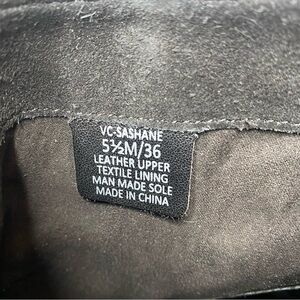 VC-SASHANE
5½M/36
LEATHER UPPER
TEXTILE LINING
MAN MADE SOLE
MADE IN CHINA